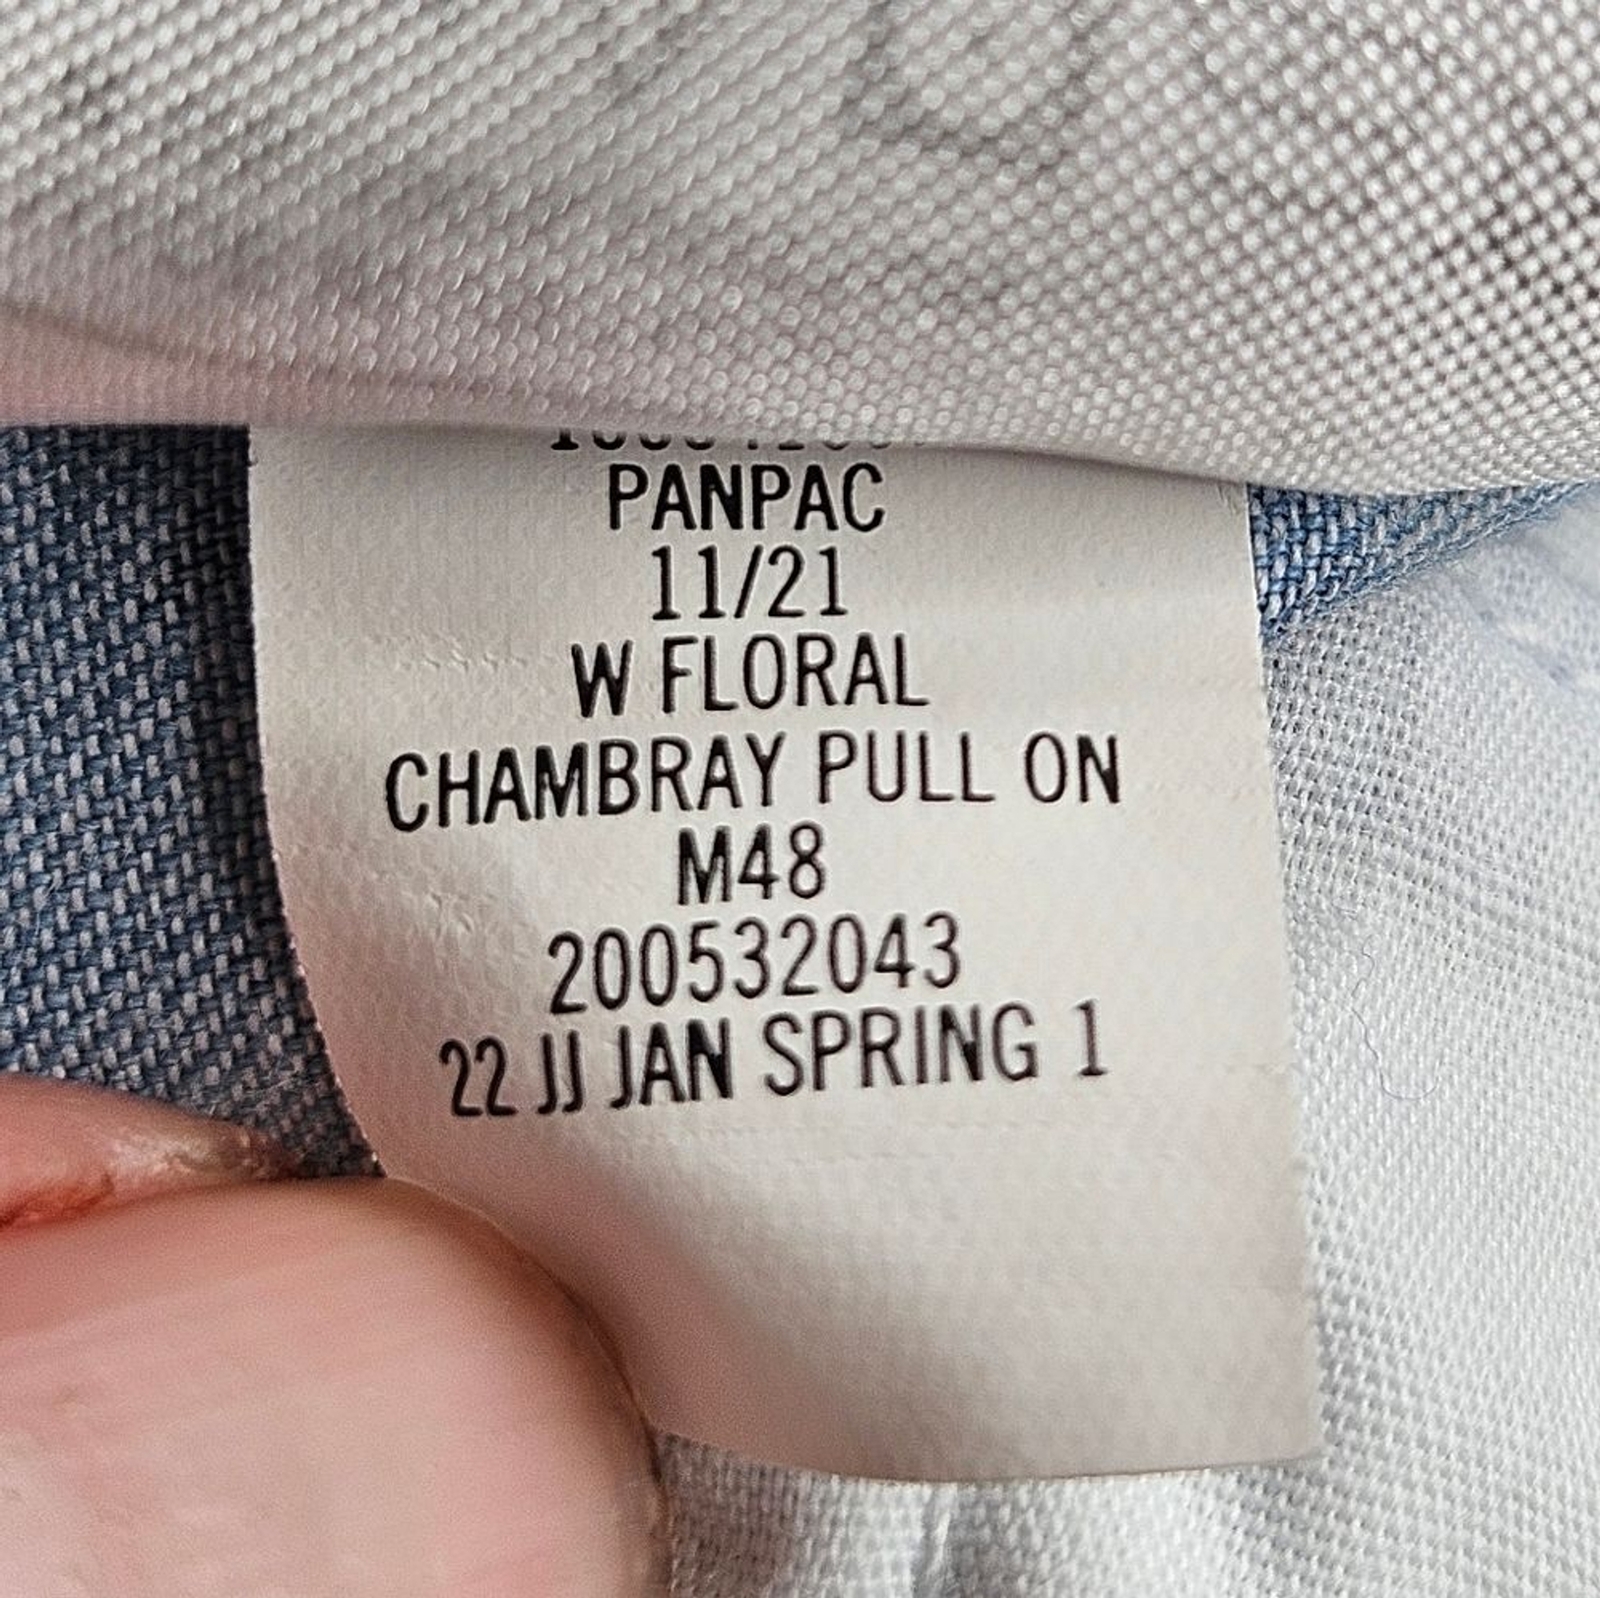 PANPAC
11/21
W FLORAL
CHAMBRAY PULL ON
M48
200532043
22 JJ JAN SPRING 1